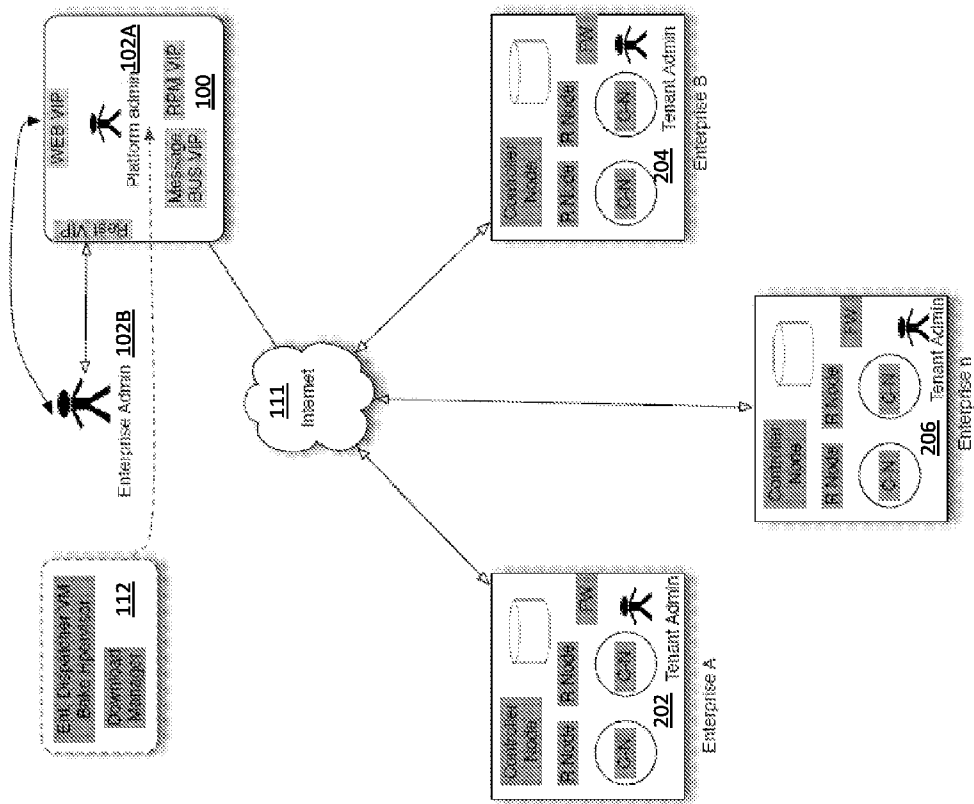 Ent. Dispatcher VM
Download
Manager
112
Enterprise Admin
102B
Rest VIP
WEB VIP
102A
Platform admin
Message
BUS VIP
RPM VIP
100
111
Internet
Controller
Node
R Node
R Node
FW
C-N
C-N
202
Tenant Admin
Enterprise A
Controller
Node
R Node
R Node
FW
C-N
C-N
206
Tenant Admin
Enterprise n
Controller
Node
R Node
R Node
FW
C-N
C-N
204
Tenant Admin
Enterprise B